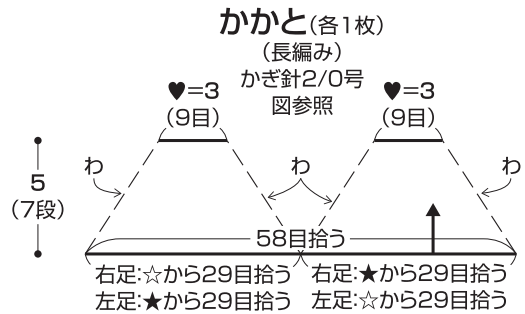 かかと(各1枚)
(長編み)
かぎ針2/0号
図参照
♥=3
(9目)
♥=3
(9目)
わ
わ
わ
5
(7段)
58目拾う
右足:☆から29目拾う
左足:★から29目拾う
右足:★から29目拾う
左足:☆から29目拾う